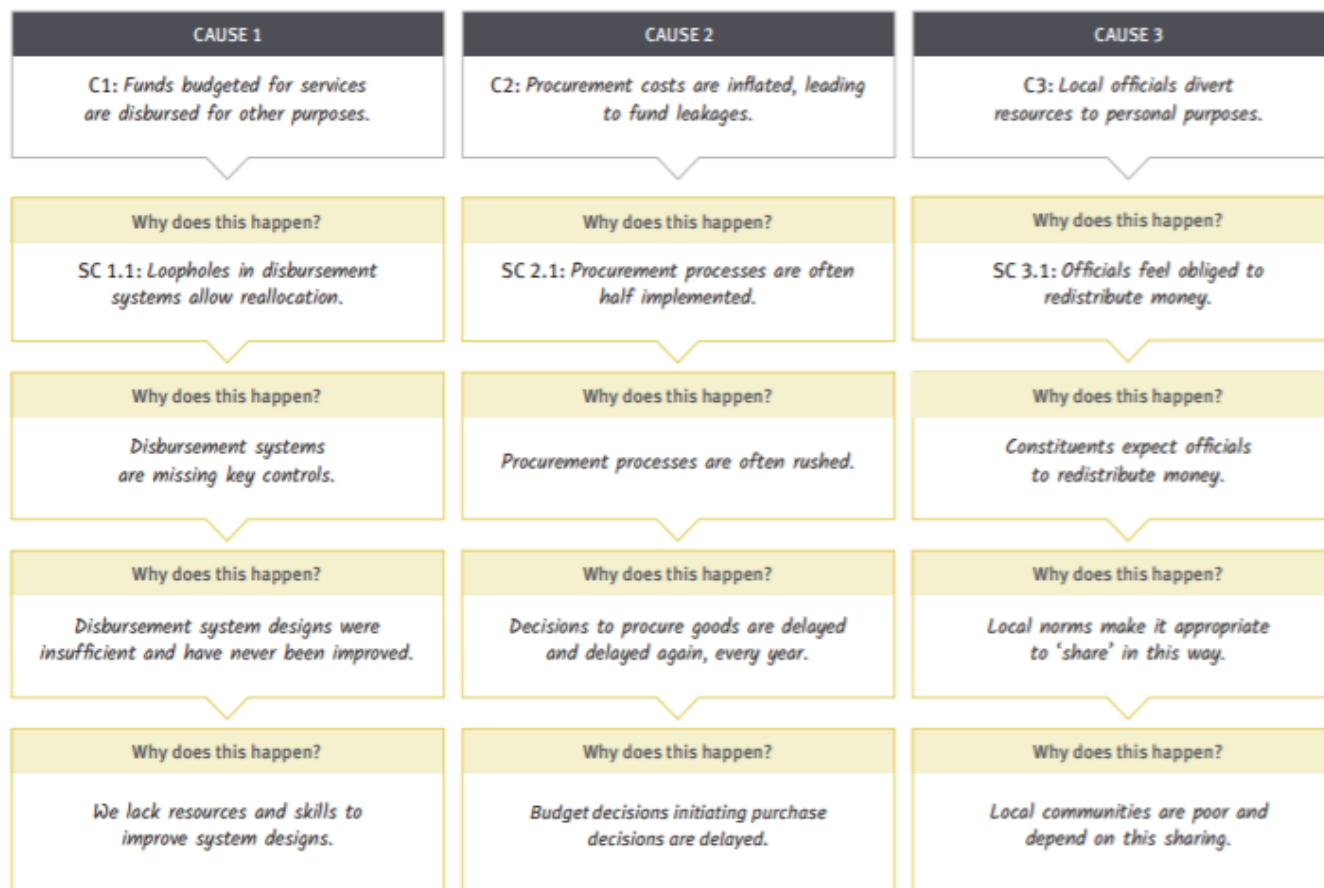 CAUSE 1
C1: Funds budgeted for services
are disbursed for other purposes.
Why does this happen?
SC 1.1: Loopholes in disbursement
systems allow reallocation.
Why does this happen?
Disbursement systems
are missing key controls.
Why does this happen?
Disbursement system designs were
insufficient and have never been improved.
Why does this happen?
We lack resources and skills to
improve system designs.
CAUSE 2
C2: Procurement costs are inflated, leading
to fund leakages.
Why does this happen?
SC 2.1: Procurement processes are often
half implemented.
Why does this happen?
Procurement processes are often rushed.
Why does this happen?
Decisions to procure goods are delayed
and delayed again, every year.
Why does this happen?
Budget decisions initiating purchase
decisions are delayed.
CAUSE 3
C3: Local officials divert
resources to personal purposes.
Why does this happen?
SC 3.1: Officials feel obliged to
redistribute money.
Why does this happen?
Constituents expect officials
to redistribute money.
Why does this happen?
Local norms make it appropriate
to ‘share’ in this way.
Why does this happen?
Local communities are poor and
depend on this sharing.